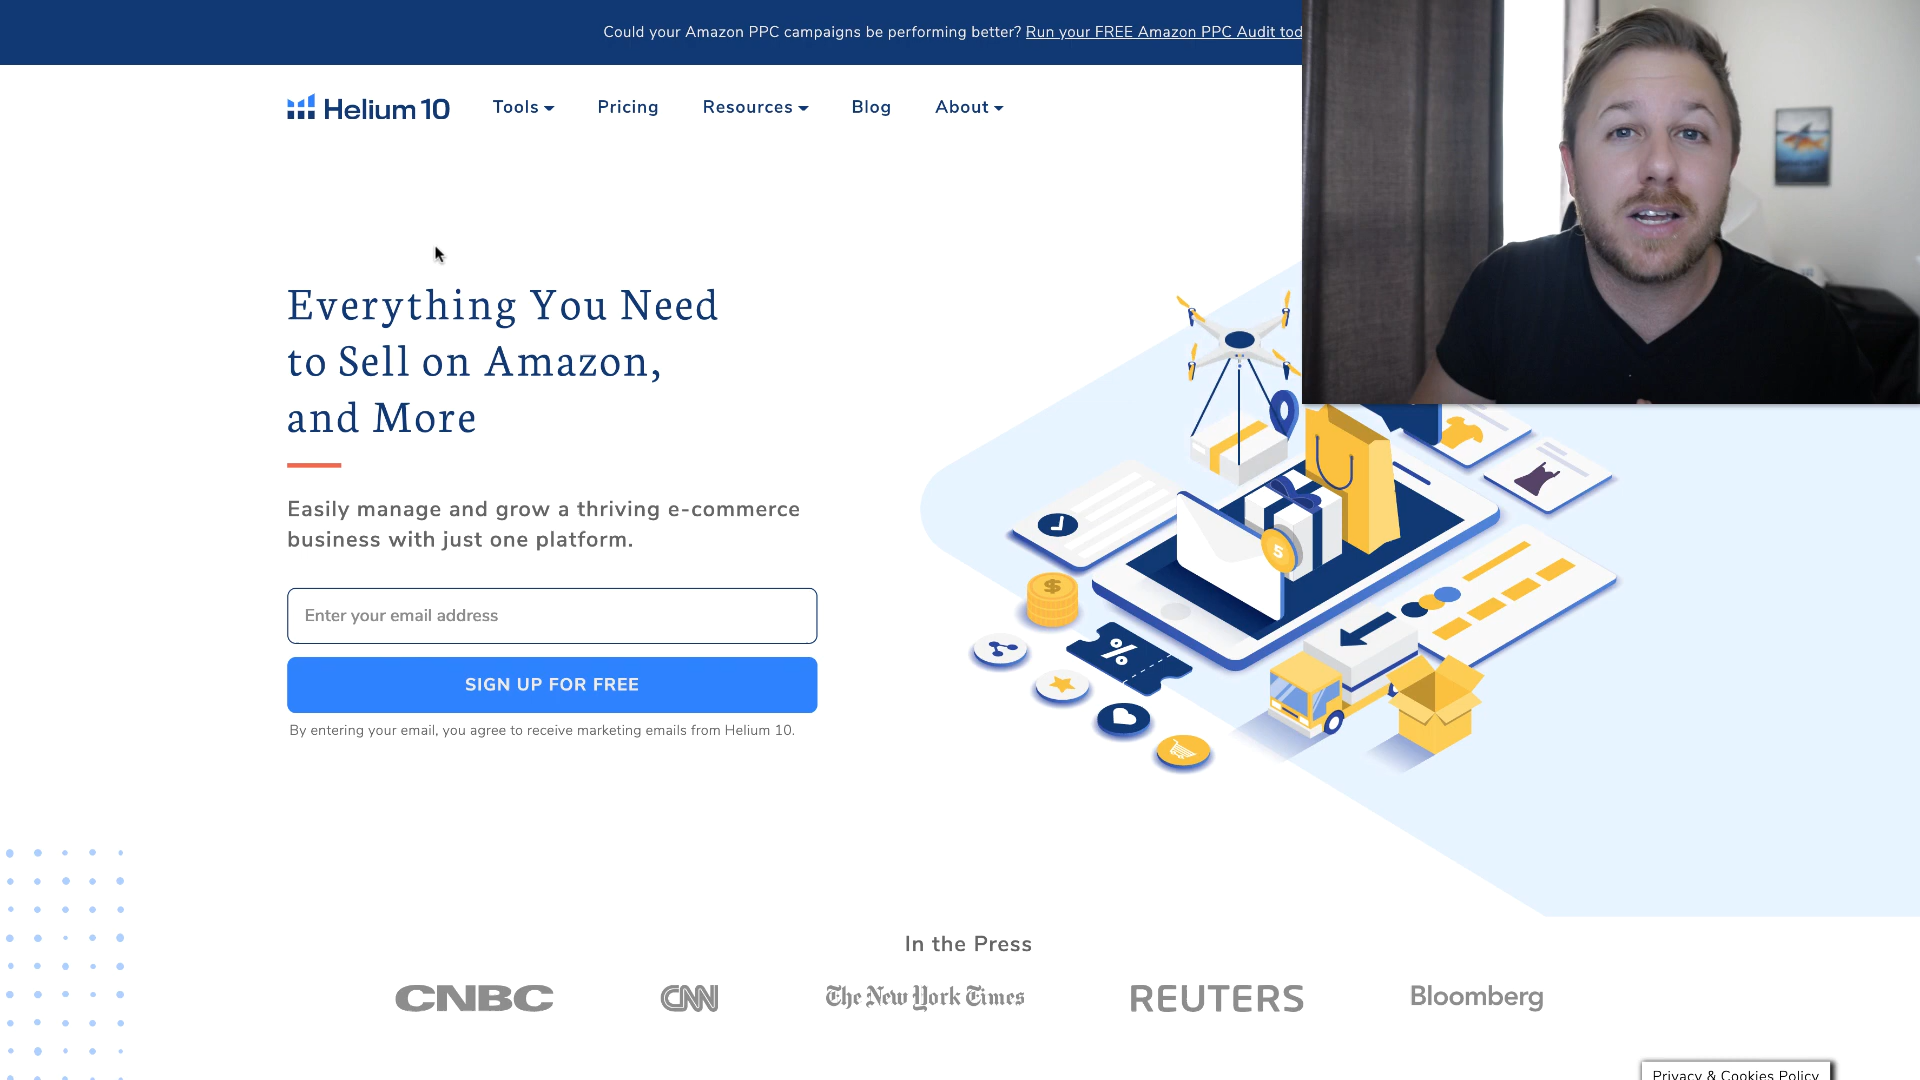 Could your Amazon PPC campaigns be performing better? Run your FREE Amazon PPC Audit tod
Helium 10
Tools
Pricing
Resources
Blog
About
Everything You Need
to Sell on Amazon,
and More
Easily manage and grow a thriving e-commerce
business with just one platform.
Enter your email address
SIGN UP FOR FREE
By entering your email, you agree to receive marketing emails from Helium 10.
$
%
5
In the Press
CNBC
CNN
The New York Times
REUTERS
Bloomberg
Privacy & Cookies Policy